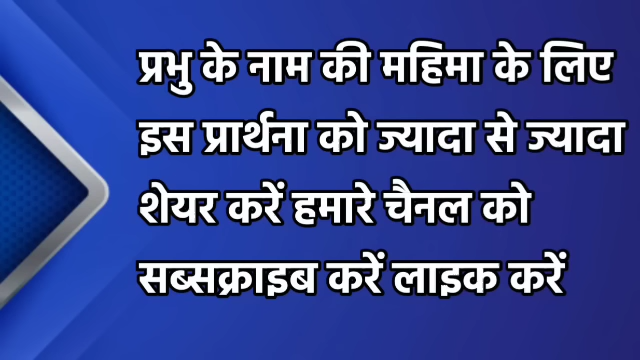 प्रभु के नाम की महिमा के लिए
इस प्रार्थना को ज्यादा से ज्यादा
शेयर करें हमारे चैनल को
सब्सक्राइब करें लाइक करें